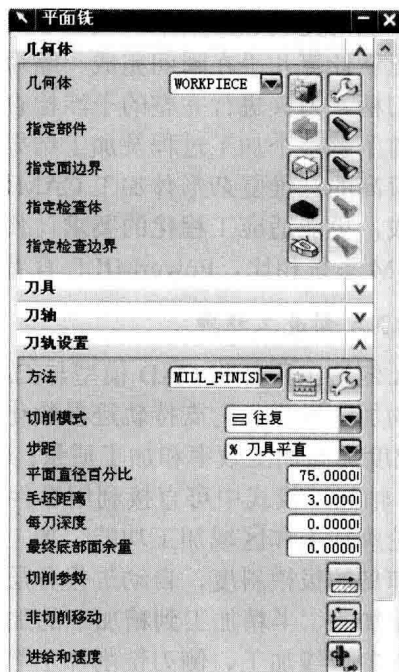 平面铣
几何体
几何体 WORKPIECE
指定部件
指定面边界
指定检查体
指定检查边界
刀具
刀轴
刀轨设置
方法 MILL_FINIS
切削模式 往复
步距 % 刀具平直
平面直径百分比 75.0000
毛坯距离 3.0000
每刀深度 0.0000
最终底部面余量 0.0000
切削参数
非切削移动
进给和速度